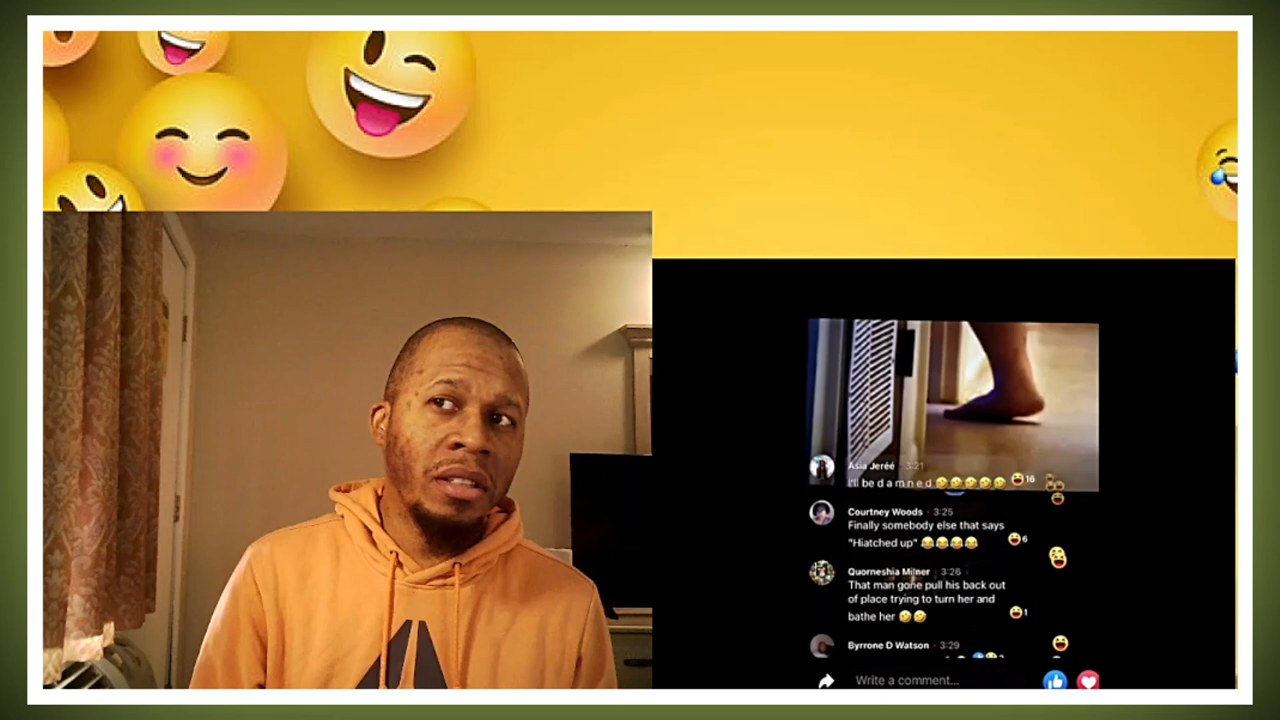 Asia Jereé · 3:21
I'll be d a m n e d 🤣🤣🤣🤣🤣 16
Courtney Woods · 3:25
Finally somebody else that says
"Hiatched up" 😂😂😂😂 6
Quorneshia Milner · 3:26
That man gone pull his back out
of place trying to turn her and
bathe her 🤣🤣 1
Byrrone D Watson · 3:29
Write a comment...